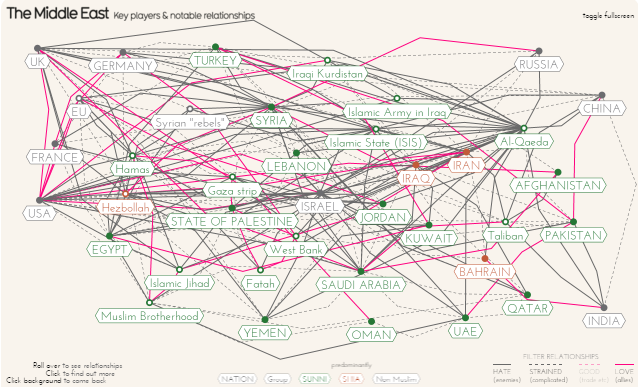 The Middle East Key players & notable relationships
Toggle fullscreen
UK
GERMANY
TURKEY
Iraqi Kurdistan
RUSSIA
EU
Syrian "rebels"
SYRIA
Islamic Army in Iraq
CHINA
FRANCE
Hamas
LEBANON
Islamic State (ISIS)
Al-Qaeda
IRAQ
IRAN
AFGHANISTAN
Gaza strip
USA
Hezbollah
STATE OF PALESTINE
ISRAEL
JORDAN
KUWAIT
Taliban
PAKISTAN
EGYPT
West Bank
Islamic Jihad
Fatah
SAUDI ARABIA
BAHRAIN
Muslim Brotherhood
YEMEN
OMAN
UAE
QATAR
INDIA
Roll over to see relationships
Click to find out more
Click background to come back
predominantly
NATION
Group
SUNNI
SHIA
Non Muslim
FILTER RELATIONSHIPS
HATE
(enemies)
STRAINED
(complicated)
GOOD
(trade etc)
LOVE
(allies)